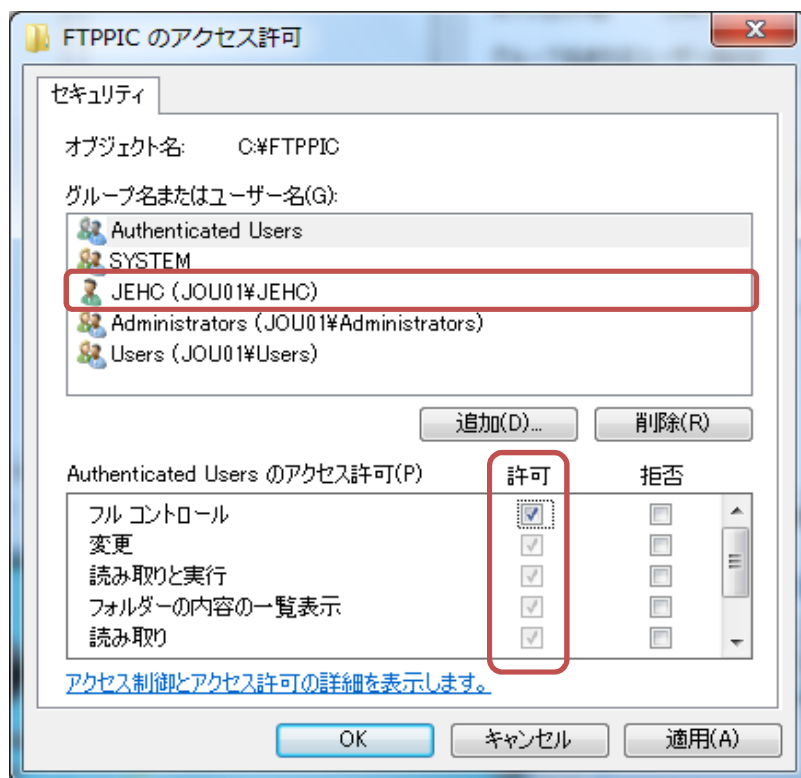 FTPPIC のアクセス許可
セキュリティ
オブジェクト名: C:¥FTPPIC
グループ名またはユーザー名(G):
Authenticated Users
SYSTEM
JEHC (JOU01¥JEHC)
Administrators (JOU01¥Administrators)
Users (JOU01¥Users)
追加(D)... 削除(R)
Authenticated Users のアクセス許可(P) 許可 拒否
フル コントロール
変更
読み取りと実行
フォルダーの内容の一覧表示
読み取り
アクセス制御とアクセス許可の詳細を表示します。
OK キャンセル 適用(A)